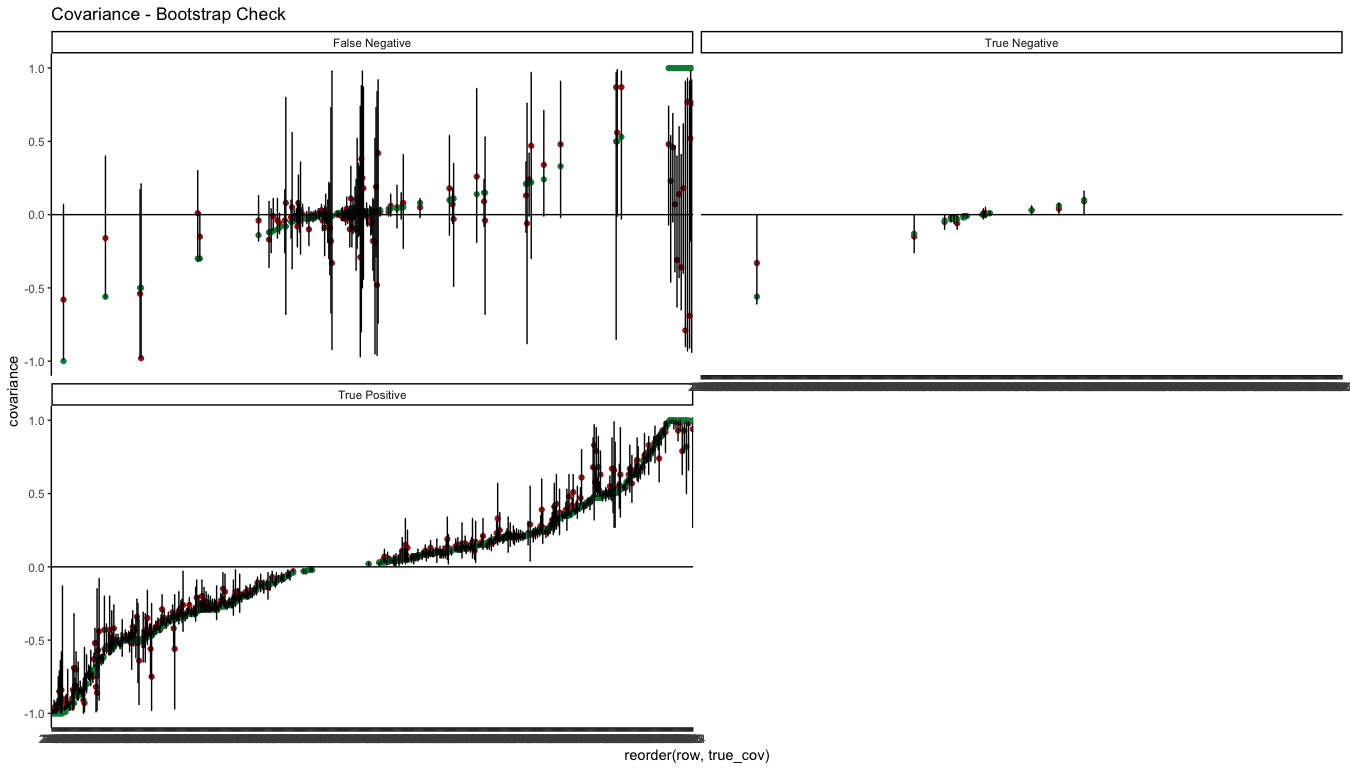 Covariance - Bootstrap Check
False Negative
True Negative
1.0
0.5
0.0
-0.5
-1.0
covariance
True Positive
1.0
0.5
0.0
-0.5
-1.0
reorder(row, true_cov)